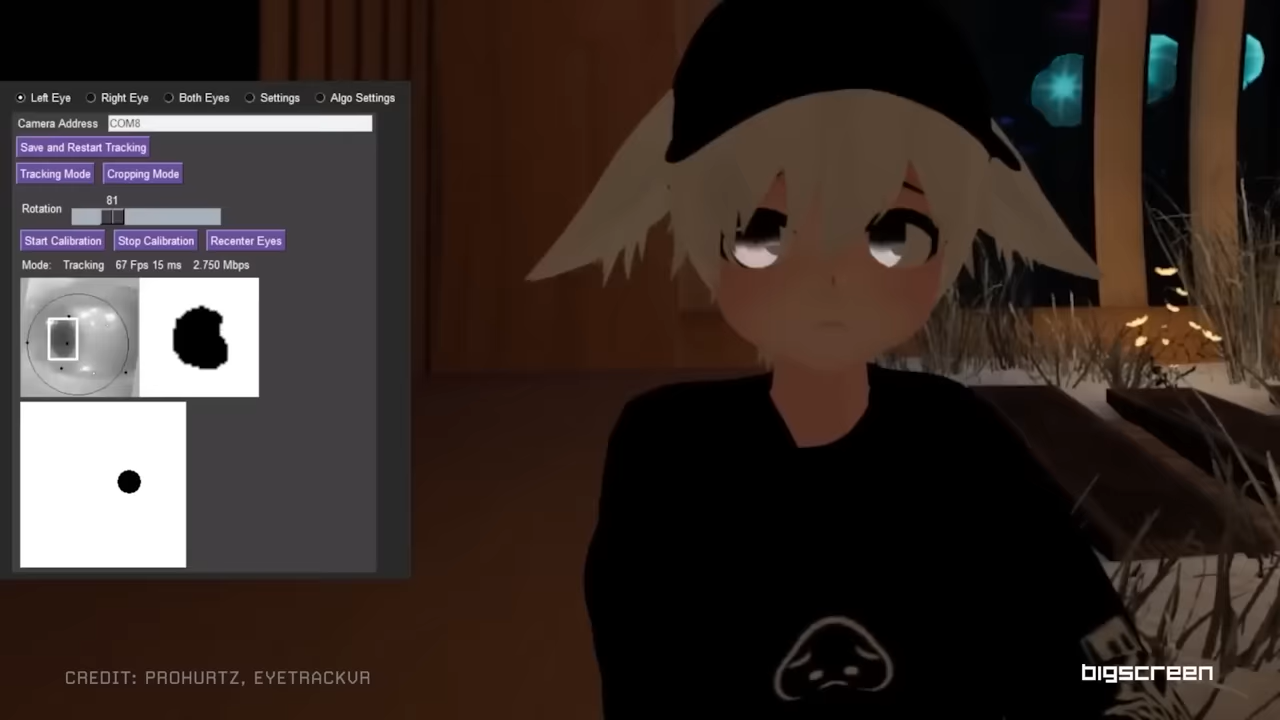 Left Eye Right Eye Both Eyes Settings Algo Settings
Camera Address COM8
Save and Restart Tracking
Tracking Mode Cropping Mode
81
Rotation
Start Calibration Stop Calibration Recenter Eyes
Mode: Tracking 67 Fps 15 ms 2.750 Mbps
CREDIT: PROHURTZ, EYETRACKVR
bigscreen